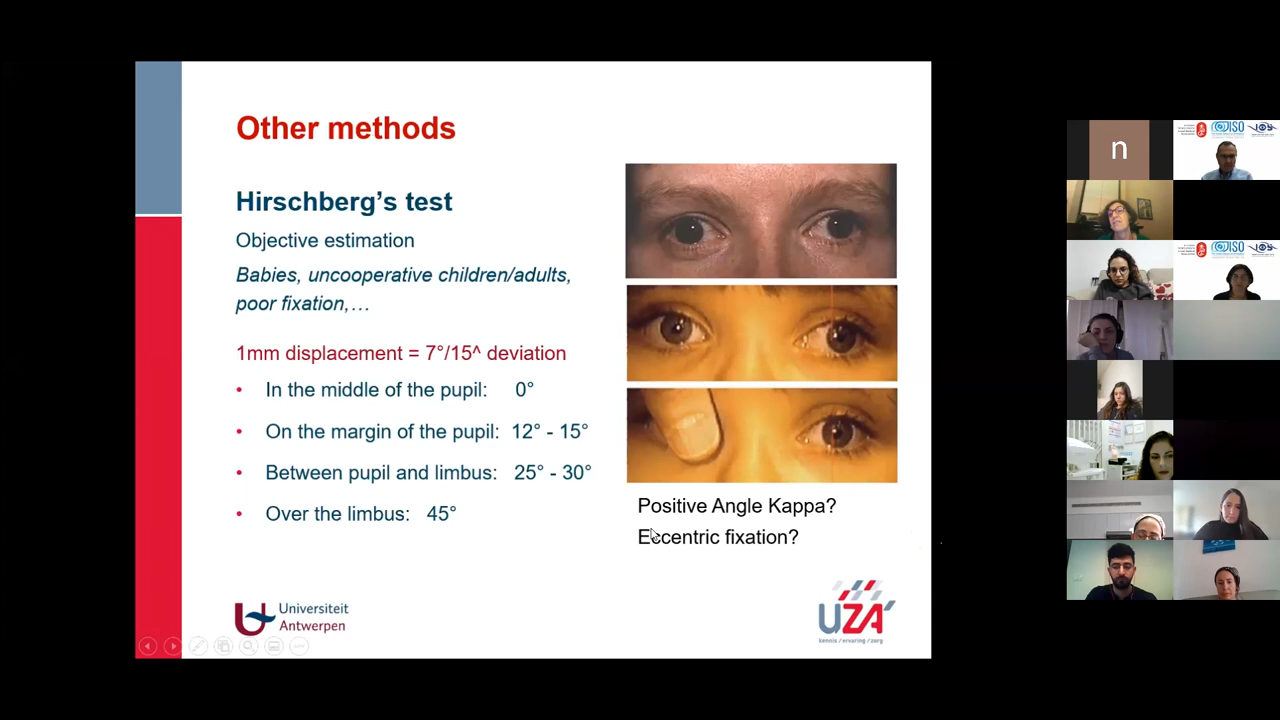 Other methods
Hirschberg's test
Objective estimation
Babies, uncooperative children/adults,
poor fixation,…
1mm displacement = 7°/15^ deviation
• In the middle of the pupil: 0°
• On the margin of the pupil: 12° - 15°
• Between pupil and limbus: 25° - 30°
• Over the limbus: 45°
Positive Angle Kappa?
Eccentric fixation?
Universiteit
Antwerpen
UZA'
kennis / ervaring / zorg
n
ISO
ISO